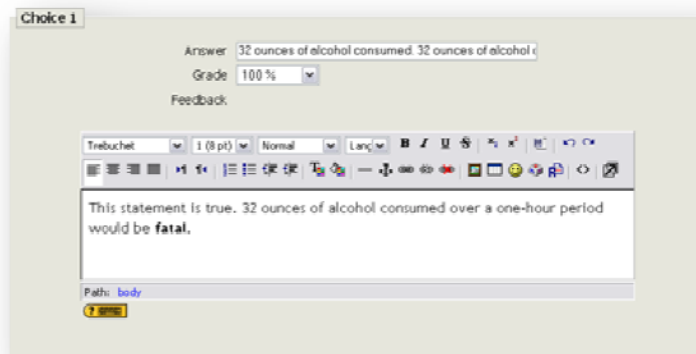 Choice 1
Answer 32 ounces of alcohol consumed. 32 ounces of alcohol
Grade 100 %
Feedback
Trebuchet 1 (8 pt) Normal Lang B I U S
This statement is true. 32 ounces of alcohol consumed over a one-hour period
would be fatal.
Path: body
?